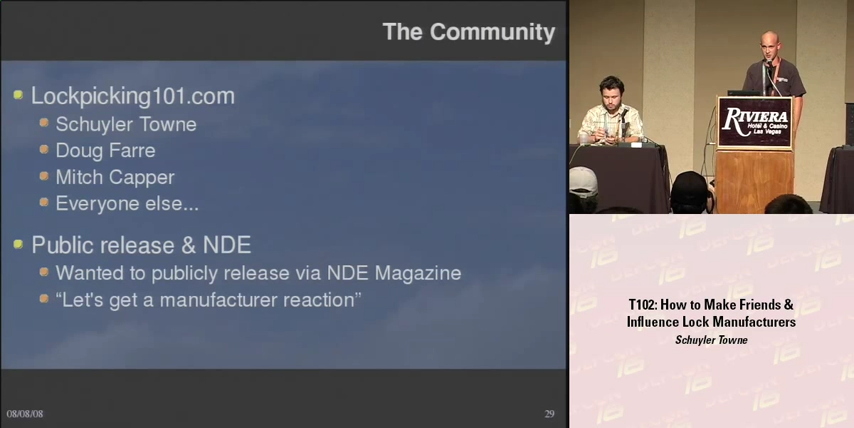 The Community
Lockpicking101.com
Schuyler Towne
Doug Farre
Mitch Capper
Everyone else...
Public release & NDE
Wanted to publicly release via NDE Magazine
“Let's get a manufacturer reaction”
08/08/08
29
RIVIERA
Hotel & Casino
Las Vegas
T102: How to Make Friends &
Influence Lock Manufacturers
Schuyler Towne